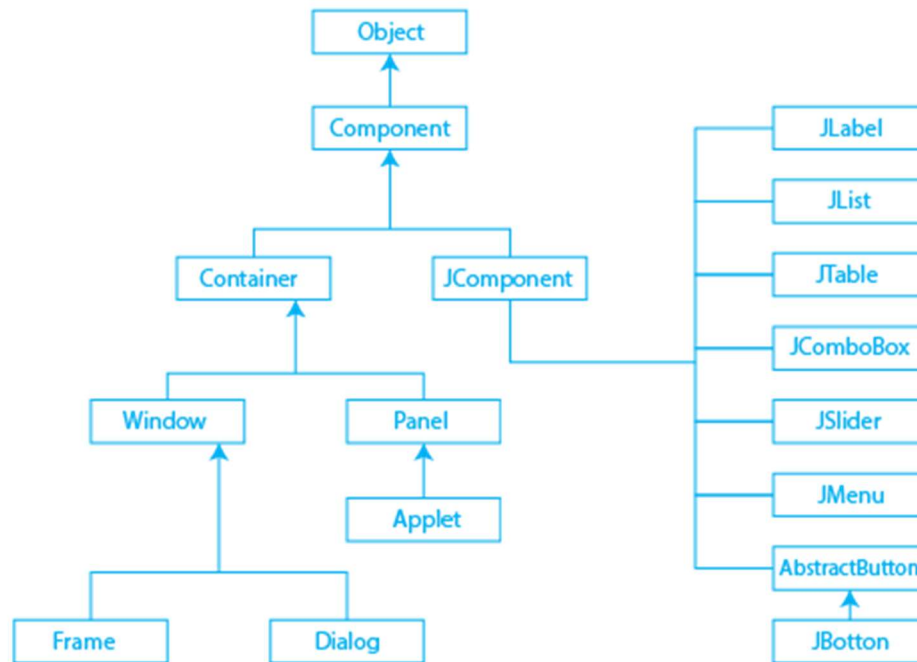 Object
Component
JLabel
JList
Container
JComponent
JTable
JComboBox
Window
Panel
JSlider
JMenu
Applet
AbstractButton
Frame
Dialog
JBotton